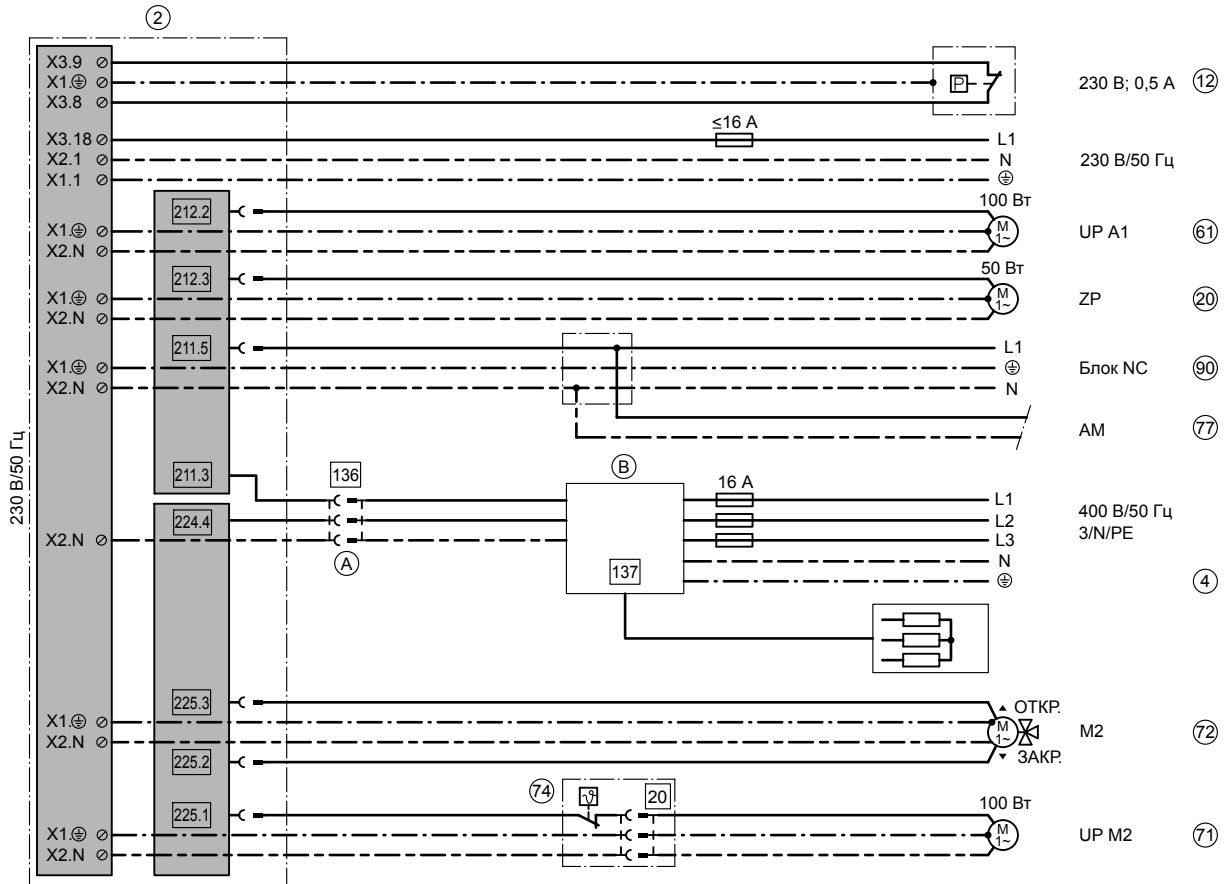 2
X3.9
X1.⏚
P
230 В; 0,5 А 12
X3.8
≤16 А
X3.18 L1
X2.1 N 230 В/50 Гц
X1.1
212.2 100 Вт
X1.⏚ M 1~ UP A1 61
X2.N
212.3 50 Вт
X1.⏚ M 1~ ZP 20
X2.N
211.5 L1
X1.⏚ Блок NC 90
X2.N N
AM 77
230 В/50 Гц
B
211.3 136 16 А
L1
224.4 L2 400 В/50 Гц
3/N/PE
X2.N L3
A 137 N
4
225.3 ОТКР.
X1.⏚ M 1~ M2 72
X2.N
225.2 ЗАКР.
74 ϑ 20
225.1 100 Вт
X1.⏚ M 1~ UP M2 71
X2.N